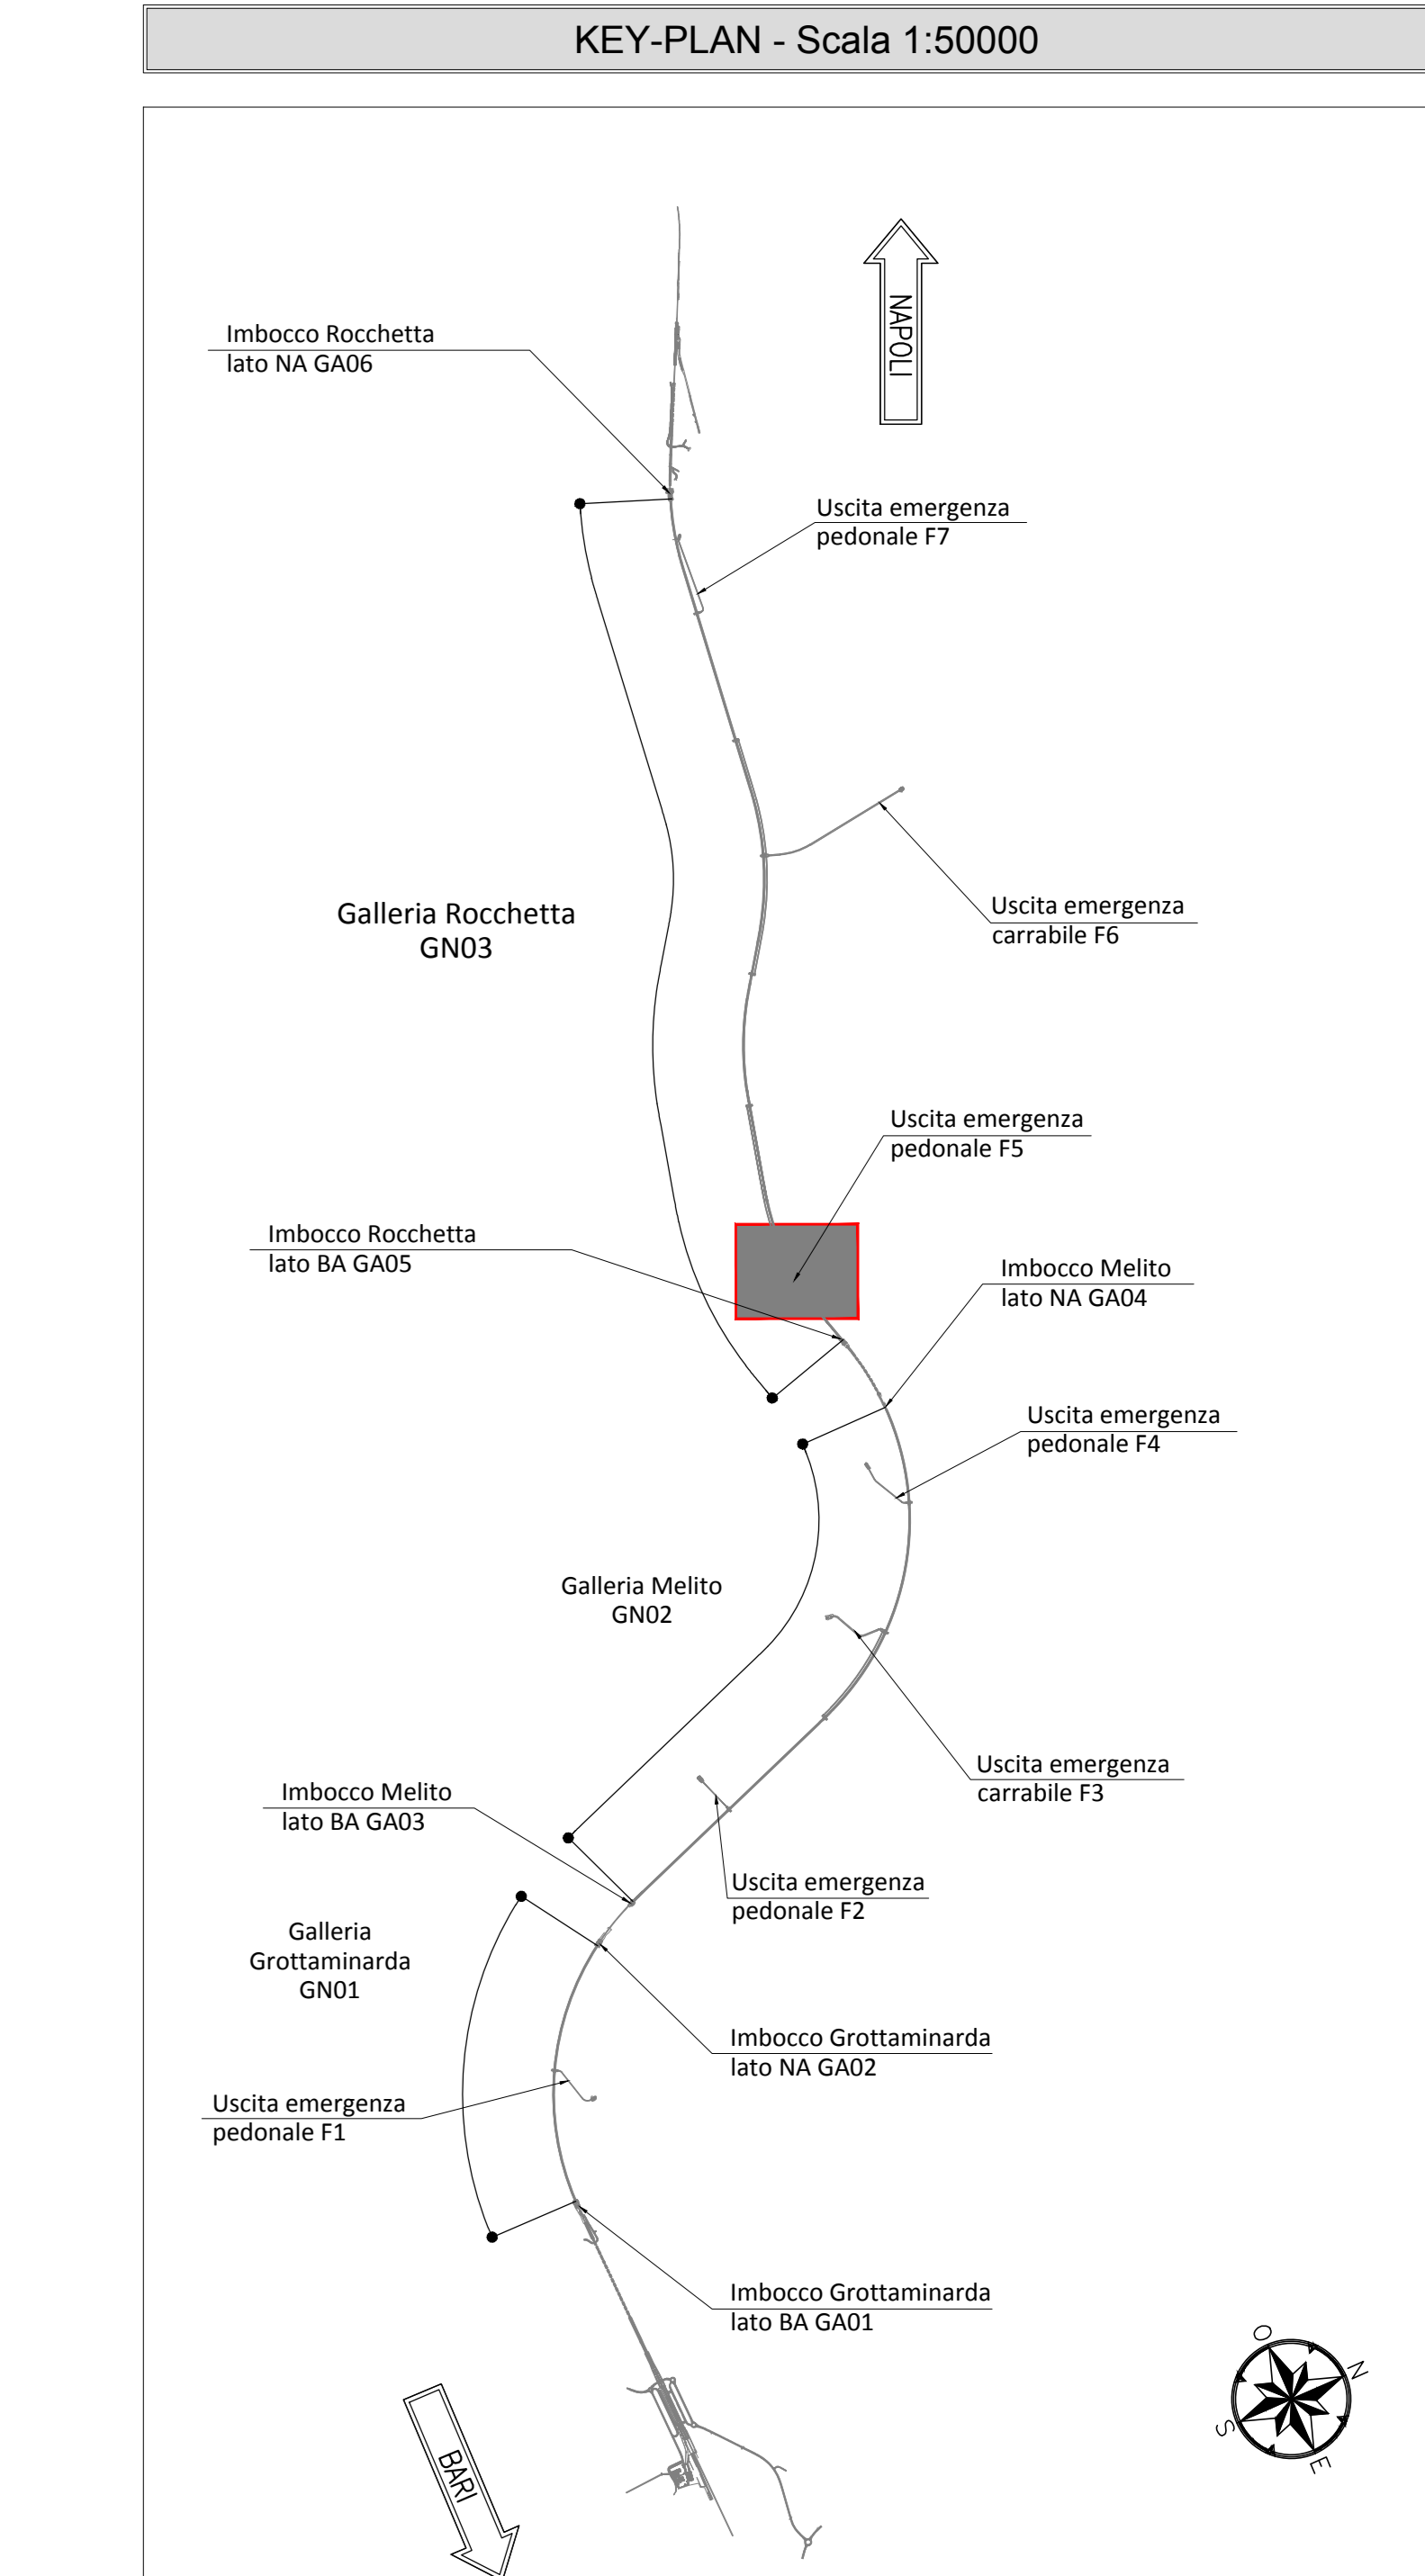 KEY-PLAN - Scala 1:50000
NAPOLI
Imbocco Rocchetta
lato NA GA06
Uscita emergenza
pedonale F7
Uscita emergenza
carrabile F6
Galleria Rocchetta
GN03
Uscita emergenza
pedonale F5
Imbocco Rocchetta
lato BA GA05
Imbocco Melito
lato NA GA04
Uscita emergenza
pedonale F4
Galleria Melito
GN02
Uscita emergenza
carrabile F3
Imbocco Melito
lato BA GA03
Uscita emergenza
pedonale F2
Galleria
Grottaminarda
GN01
Imbocco Grottaminarda
lato NA GA02
Uscita emergenza
pedonale F1
Imbocco Grottaminarda
lato BA GA01
O
N
S
E
BARI